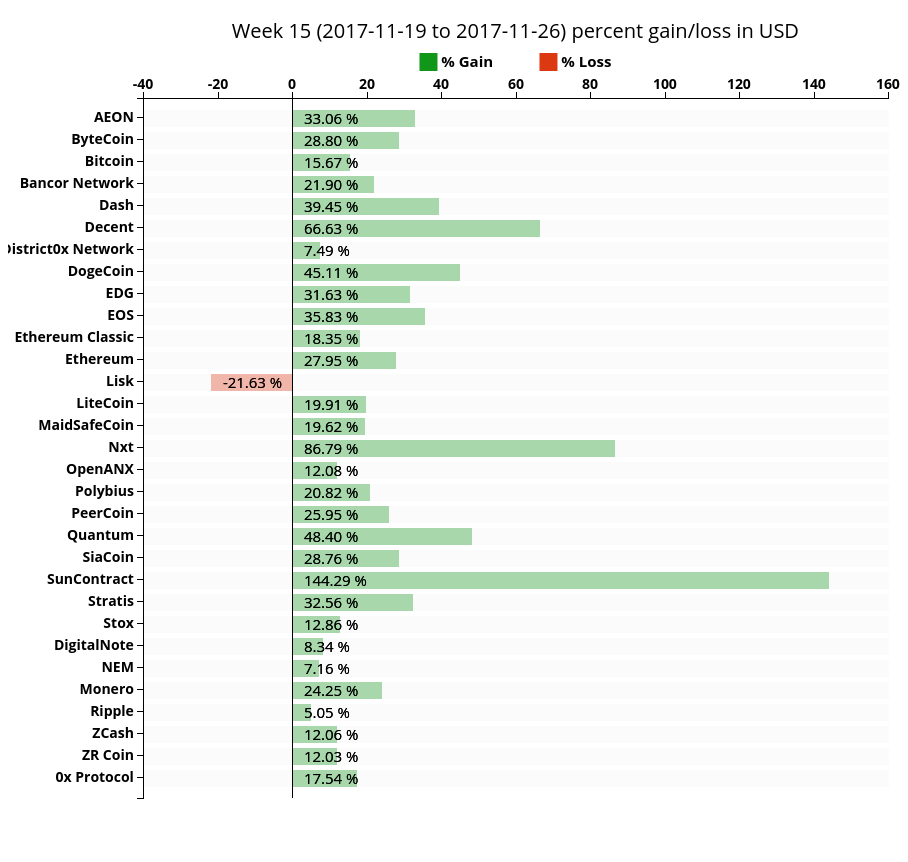 Week 15 (2017-11-19 to 2017-11-26) percent gain/loss in USD
% Gain % Loss
-40 -20 0 20 40 60 80 100 120 140 160
AEON 33.06 %
ByteCoin 28.80 %
Bitcoin 15.67 %
Bancor Network 21.90 %
Dash 39.45 %
Decent 66.63 %
istrict0x Network 7.49 %
DogeCoin 45.11 %
EDG 31.63 %
EOS 35.83 %
Ethereum Classic 18.35 %
Ethereum 27.95 %
Lisk -21.63 %
LiteCoin 19.91 %
MaidSafeCoin 19.62 %
Nxt 86.79 %
OpenANX 12.08 %
Polybius 20.82 %
PeerCoin 25.95 %
Quantum 48.40 %
SiaCoin 28.76 %
SunContract 144.29 %
Stratis 32.56 %
Stox 12.86 %
DigitalNote 8.34 %
NEM 7.16 %
Monero 24.25 %
Ripple 5.05 %
ZCash 12.06 %
ZR Coin 12.03 %
0x Protocol 17.54 %